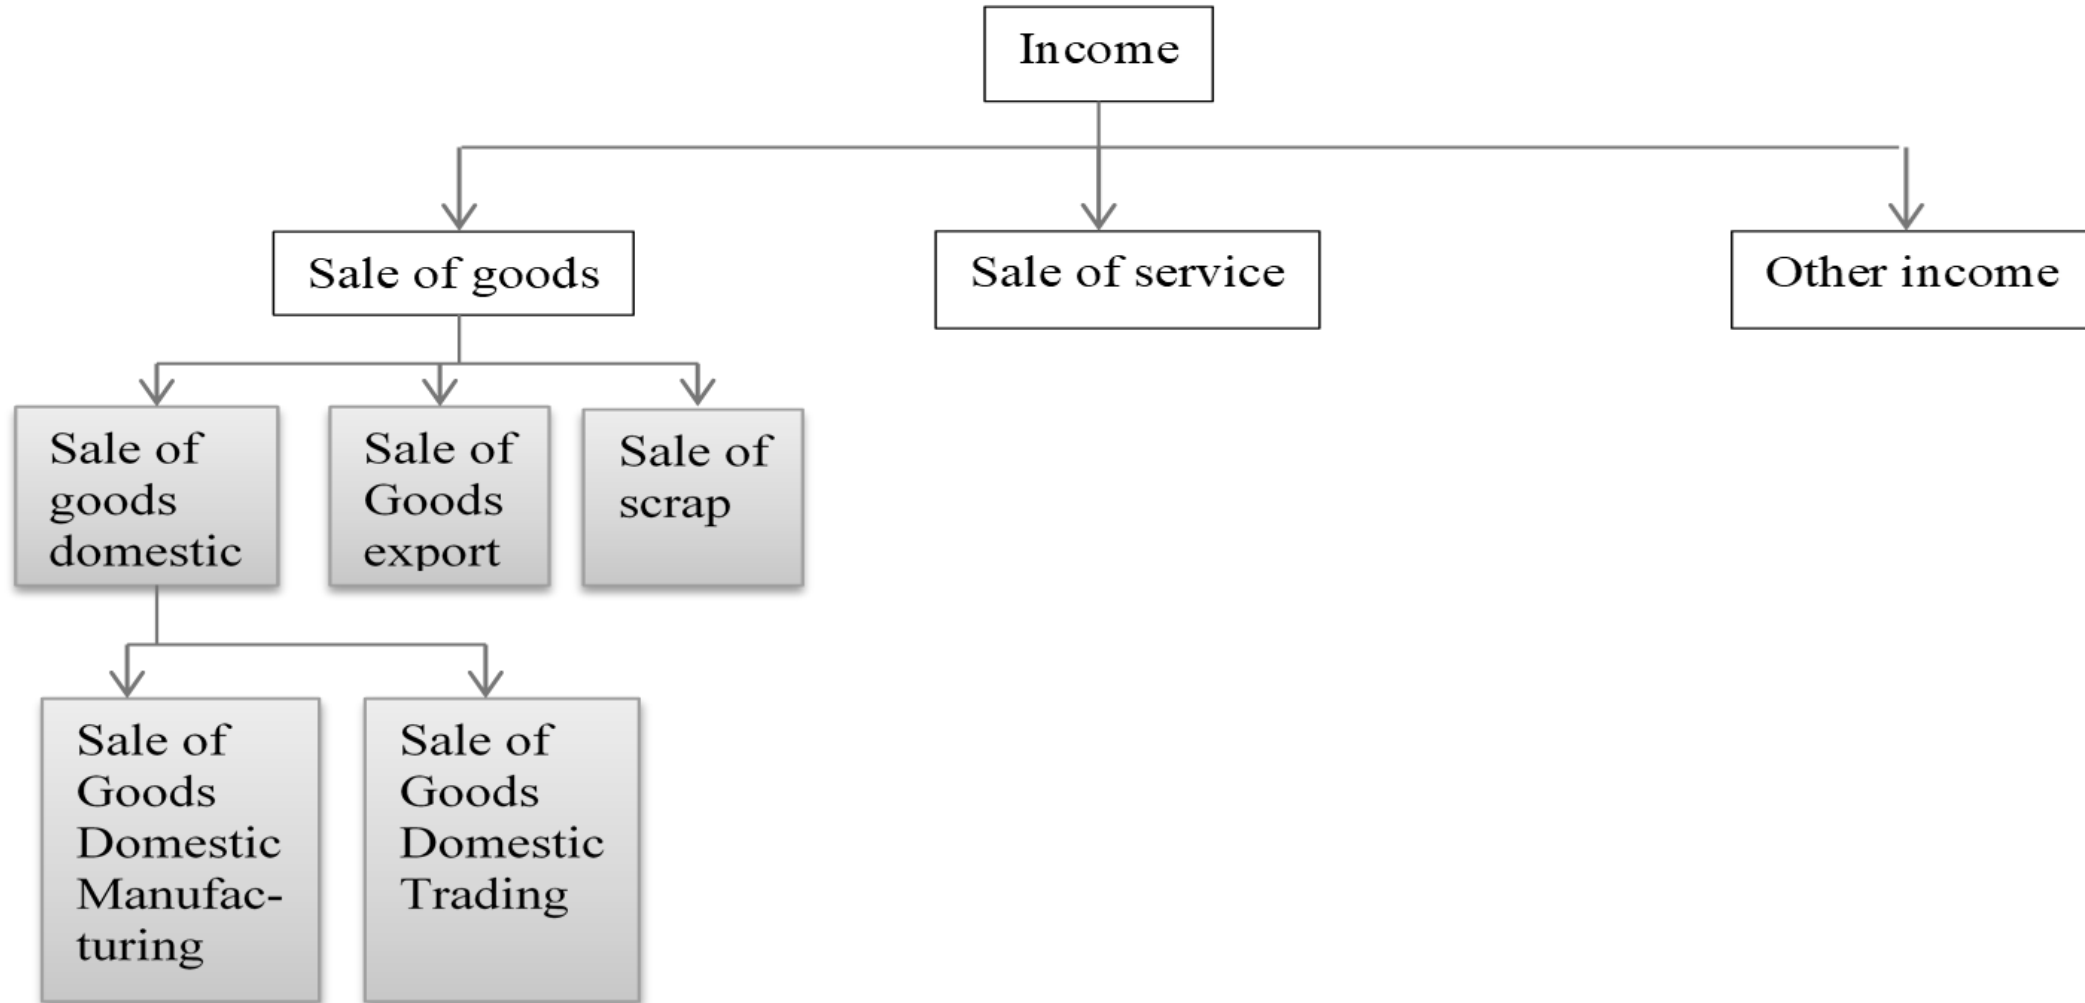 Income
Sale of goods
Sale of service
Other income
Sale of
goods
domestic
Sale of
Goods
export
Sale of
scrap
Sale of
Goods
Domestic
Manufac-
turing
Sale of
Goods
Domestic
Trading